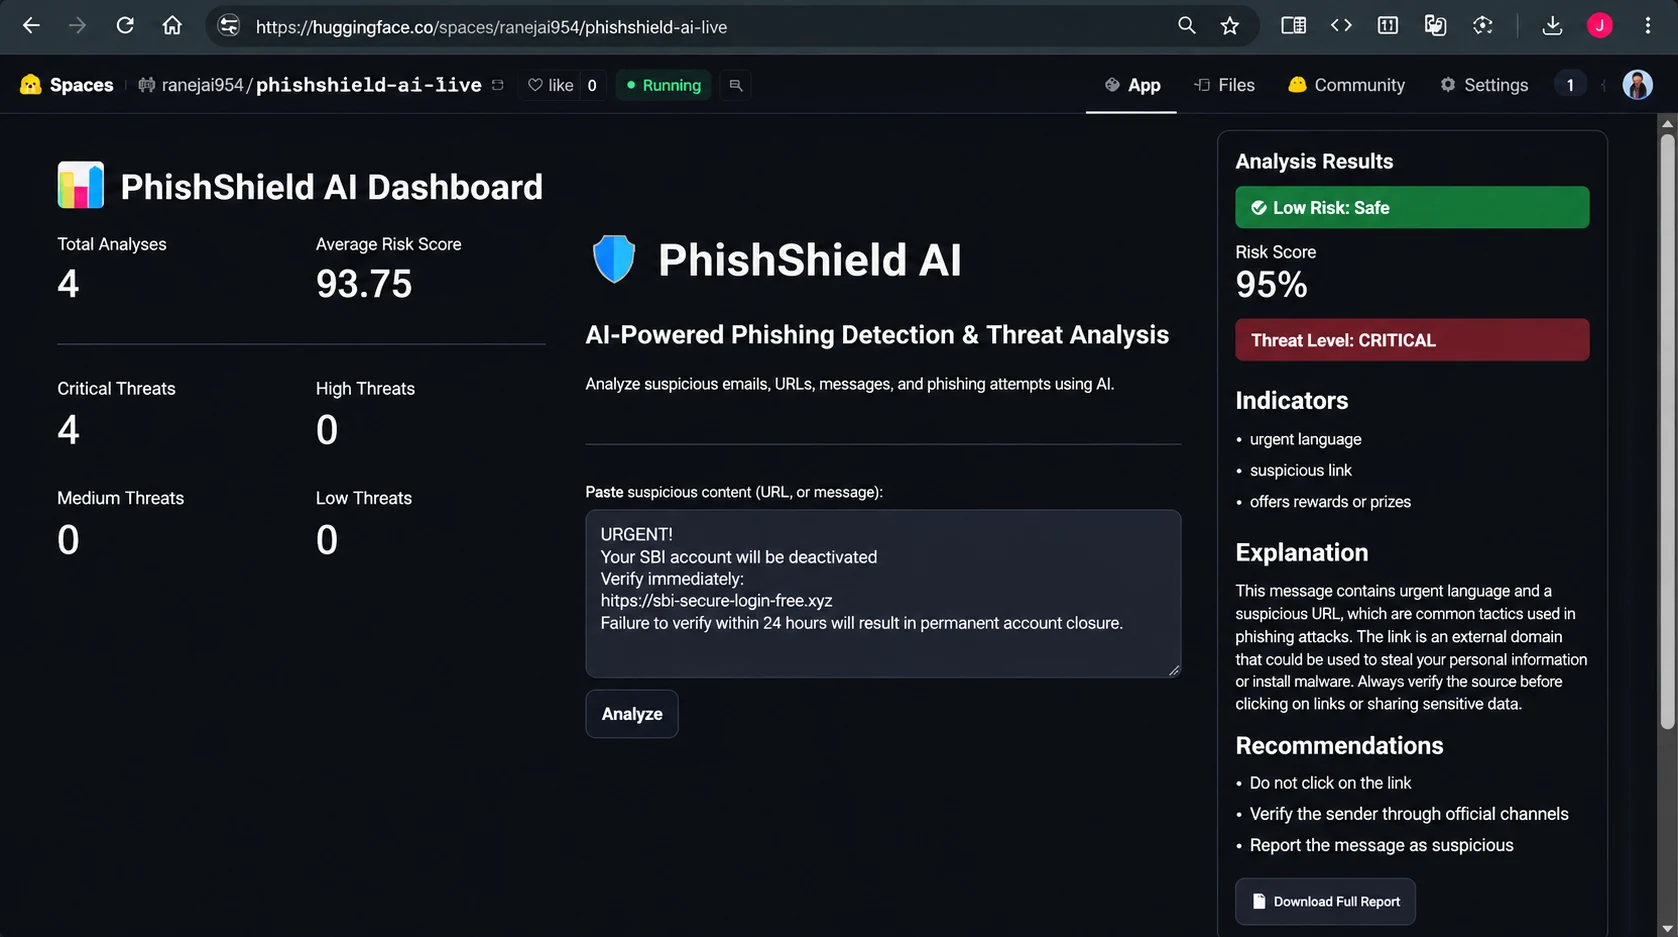 https://huggingface.co/spaces/ranejai954/phishshield-ai-live
J
Spaces
ranejai954/phishshield-ai-live
like 0
Running
App
Files
Community
Settings
1
PhishShield AI Dashboard
Total Analyses
4
Average Risk Score
93.75
Critical Threats
4
High Threats
0
Medium Threats
0
Low Threats
0
PhishShield AI
AI-Powered Phishing Detection & Threat Analysis
Analyze suspicious emails, URLs, messages, and phishing attempts using AI.
Paste suspicious content (URL, or message):
URGENT!
Your SBI account will be deactivated
Verify immediately:
https://sbi-secure-login-free.xyz
Failure to verify within 24 hours will result in permanent account closure.
Analyze
Analysis Results
Low Risk: Safe
Risk Score
95%
Threat Level: CRITICAL
Indicators
• urgent language
• suspicious link
• offers rewards or prizes
Explanation
This message contains urgent language and a
suspicious URL, which are common tactics used in
phishing attacks. The link is an external domain
that could be used to steal your personal information
or install malware. Always verify the source before
clicking on links or sharing sensitive data.
Recommendations
• Do not click on the link
• Verify the sender through official channels
• Report the message as suspicious
Download Full Report